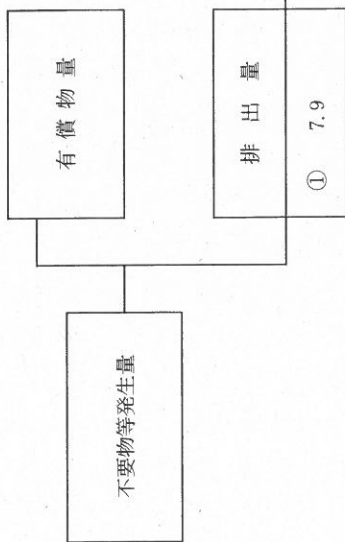 不要物等発生量
有償物量
排出量
① 7.9